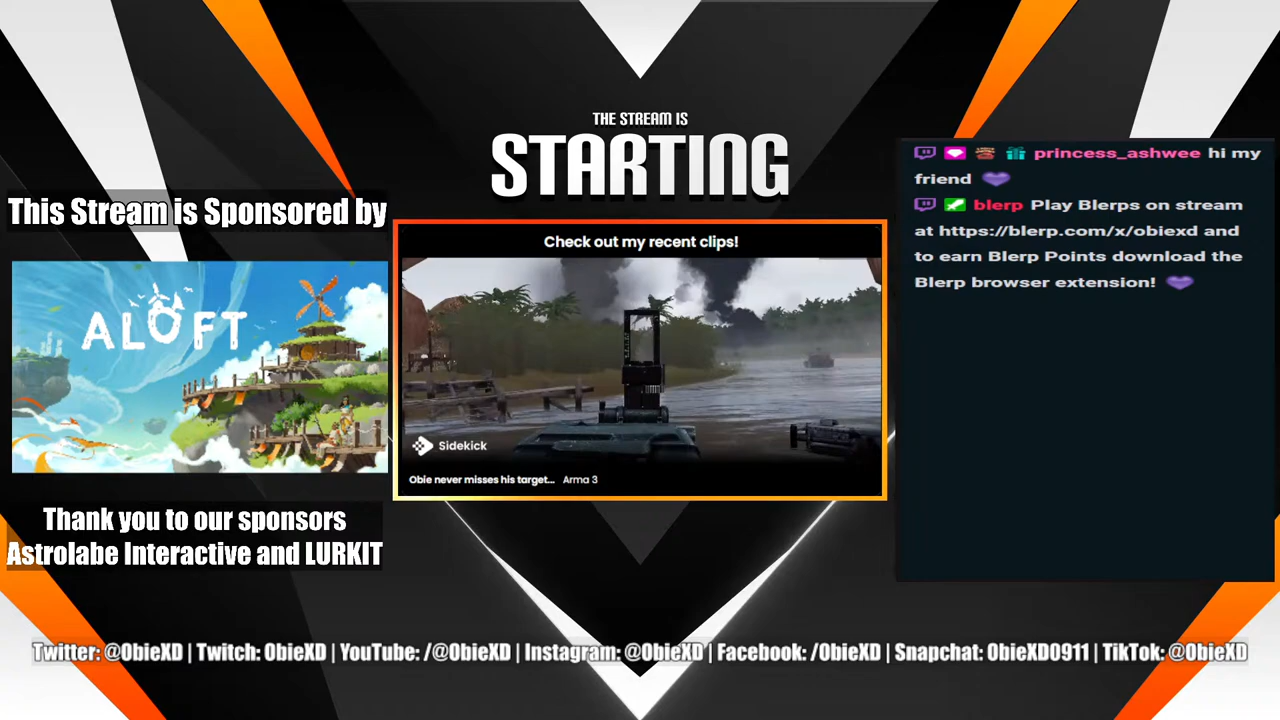 THE STREAM IS
STARTING
This Stream is Sponsored by
ALOFT
Thank you to our sponsors
Astrolabe Interactive and LURKIT
Check out my recent clips!
Sidekick
Obie never misses his target... Arma 3
princess_ashwee hi my
friend
blerp Play Blerps on stream
at https://blerp.com/x/obiexd and
to earn Blerp Points download the
Blerp browser extension!
Twitter: @ObieXD | Twitch: ObieXD | YouTube: /@ObieXD | Instagram: @ObieXD | Facebook: /ObieXD | Snapchat: ObieXD0911 | TikTok: @ObieXD